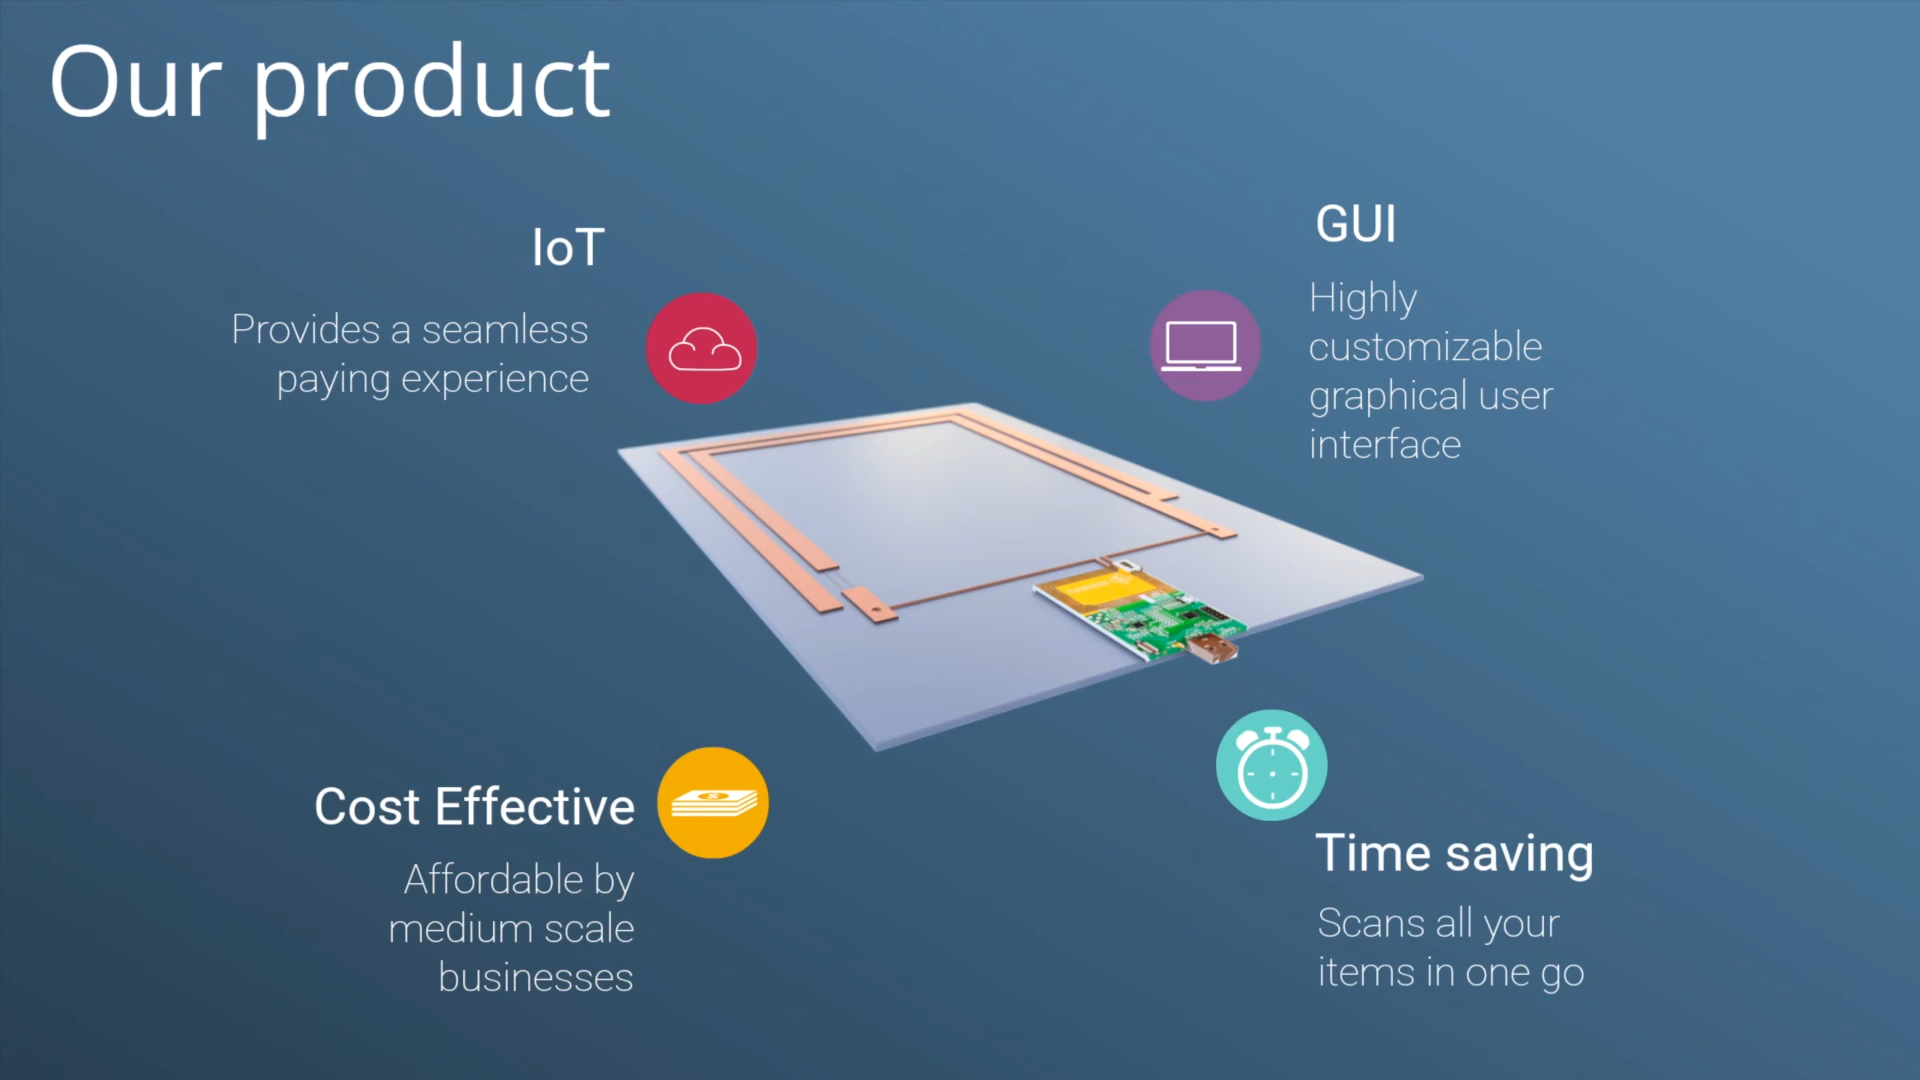 Our product
IoT
Provides a seamless
paying experience
GUI
Highly
customizable
graphical user
interface
Cost Effective
Affordable by
medium scale
businesses
Time saving
Scans all your
items in one go